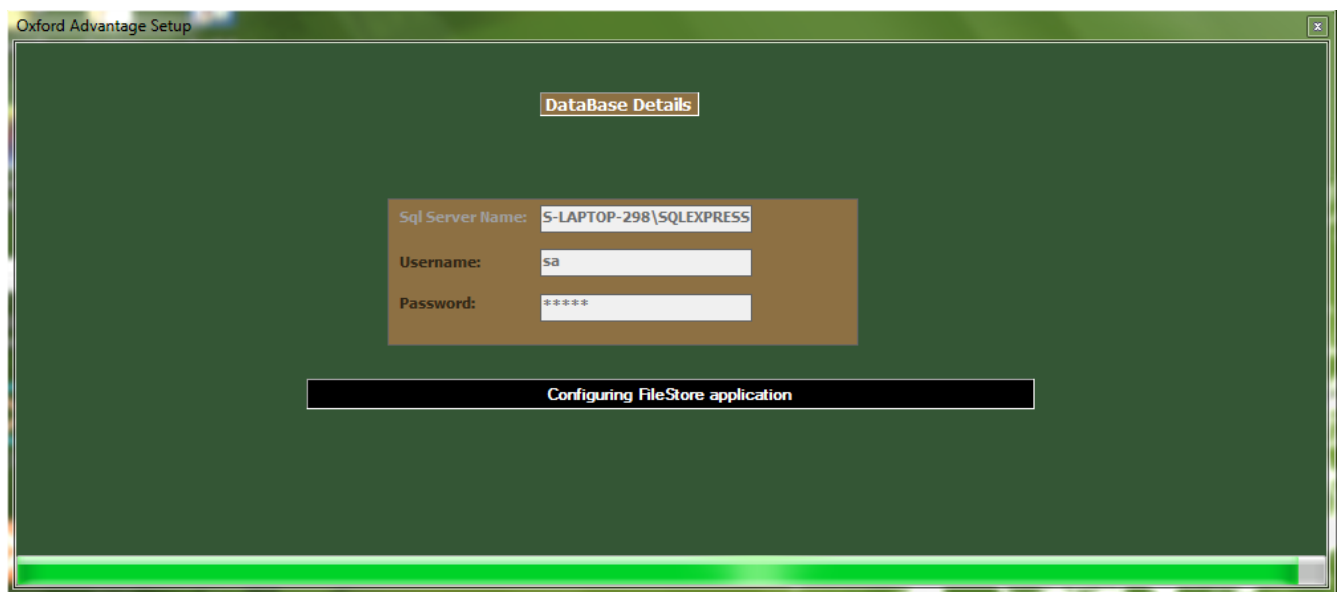 Oxford Advantage Setup
DataBase Details
Sql Server Name: S-LAPTOP-298\SQLEXPRESS
Username: sa
Password: *****
Configuring FileStore application